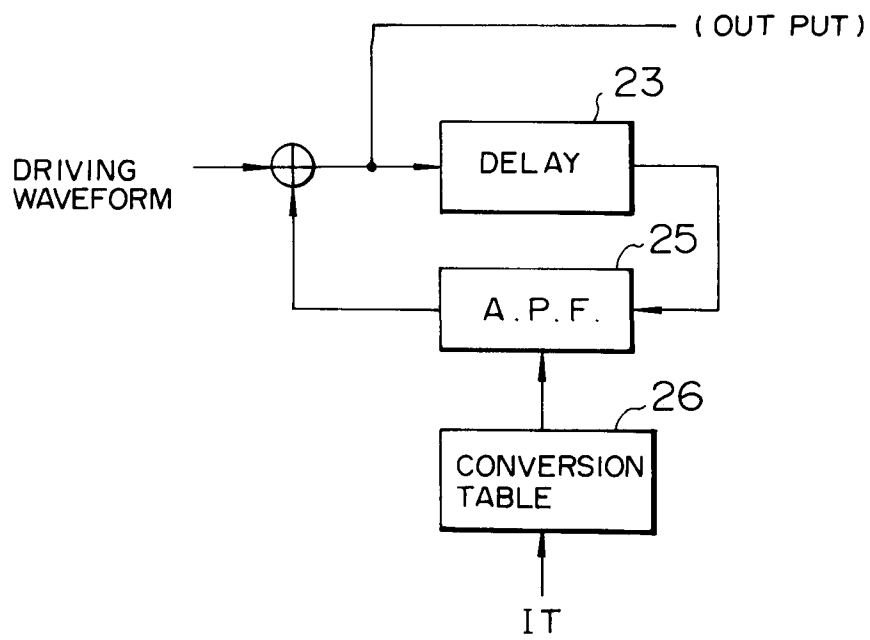 ( OUT PUT )
23
DELAY
DRIVING
WAVEFORM
25
A . P . F .
26
CONVERSION
TABLE
IT